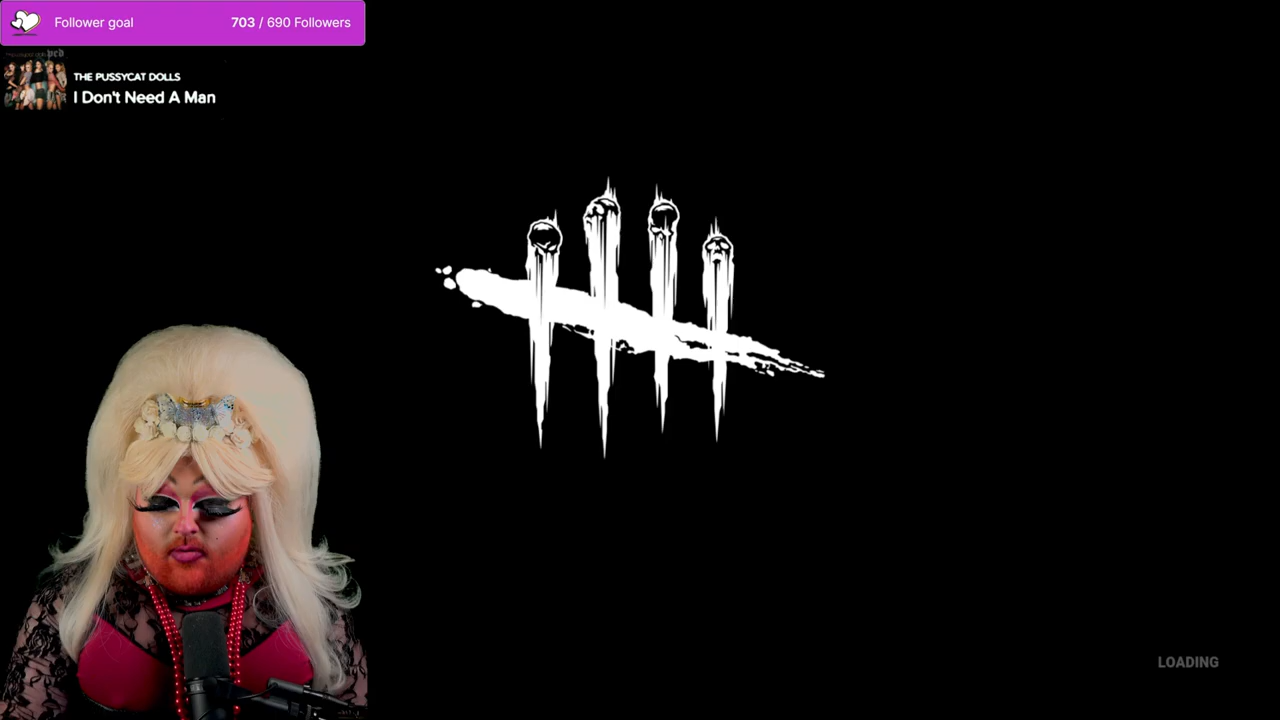 Follower goal 703 / 690 Followers
THE PUSSYCAT DOLLS
I Don't Need A Man
LOADING